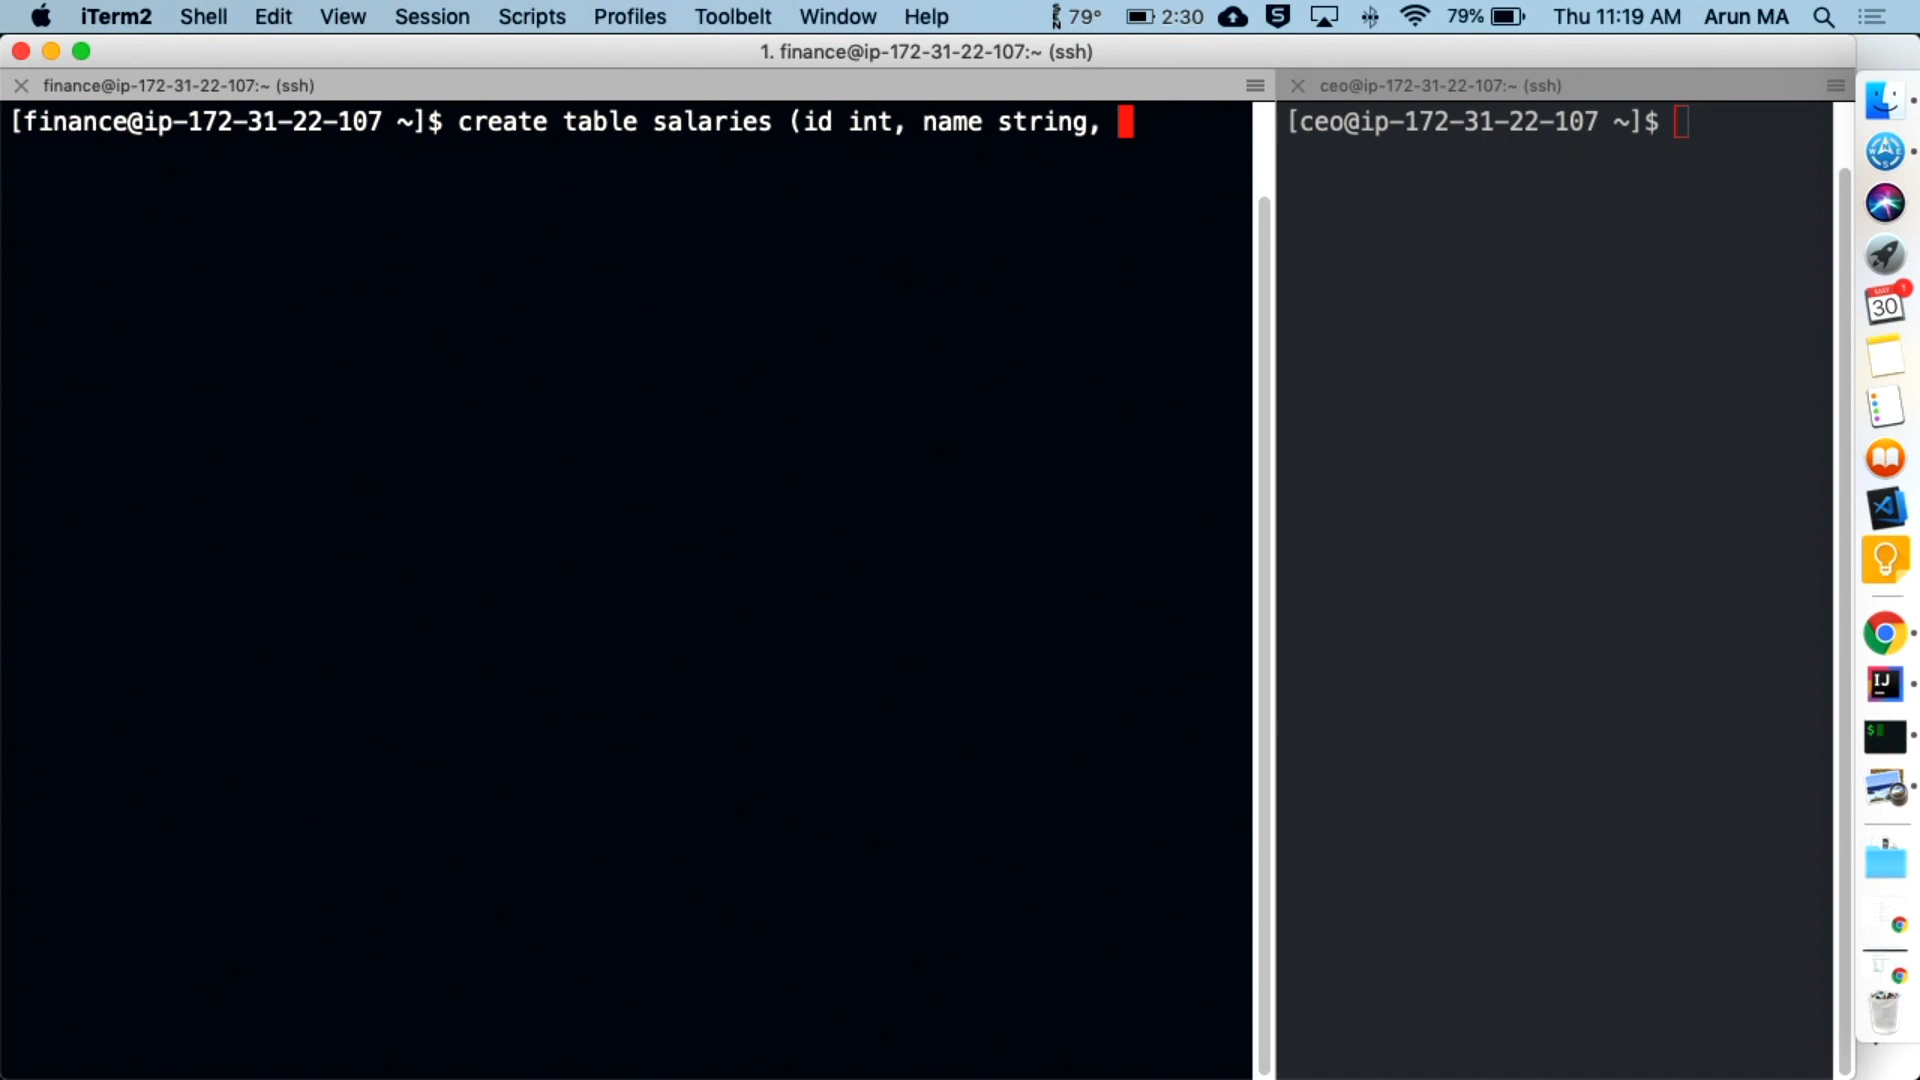 iTerm2 Shell Edit View Session Scripts Profiles Toolbelt Window Help 79° 2:30 79% Thu 11:19 AM Arun MA
1. finance@ip-172-31-22-107:~ (ssh)
finance@ip-172-31-22-107:~ (ssh)
ceo@ip-172-31-22-107:~ (ssh)
[finance@ip-172-31-22-107 ~]$ create table salaries (id int, name string,
[ceo@ip-172-31-22-107 ~]$
MAY
1
30
IJ
$